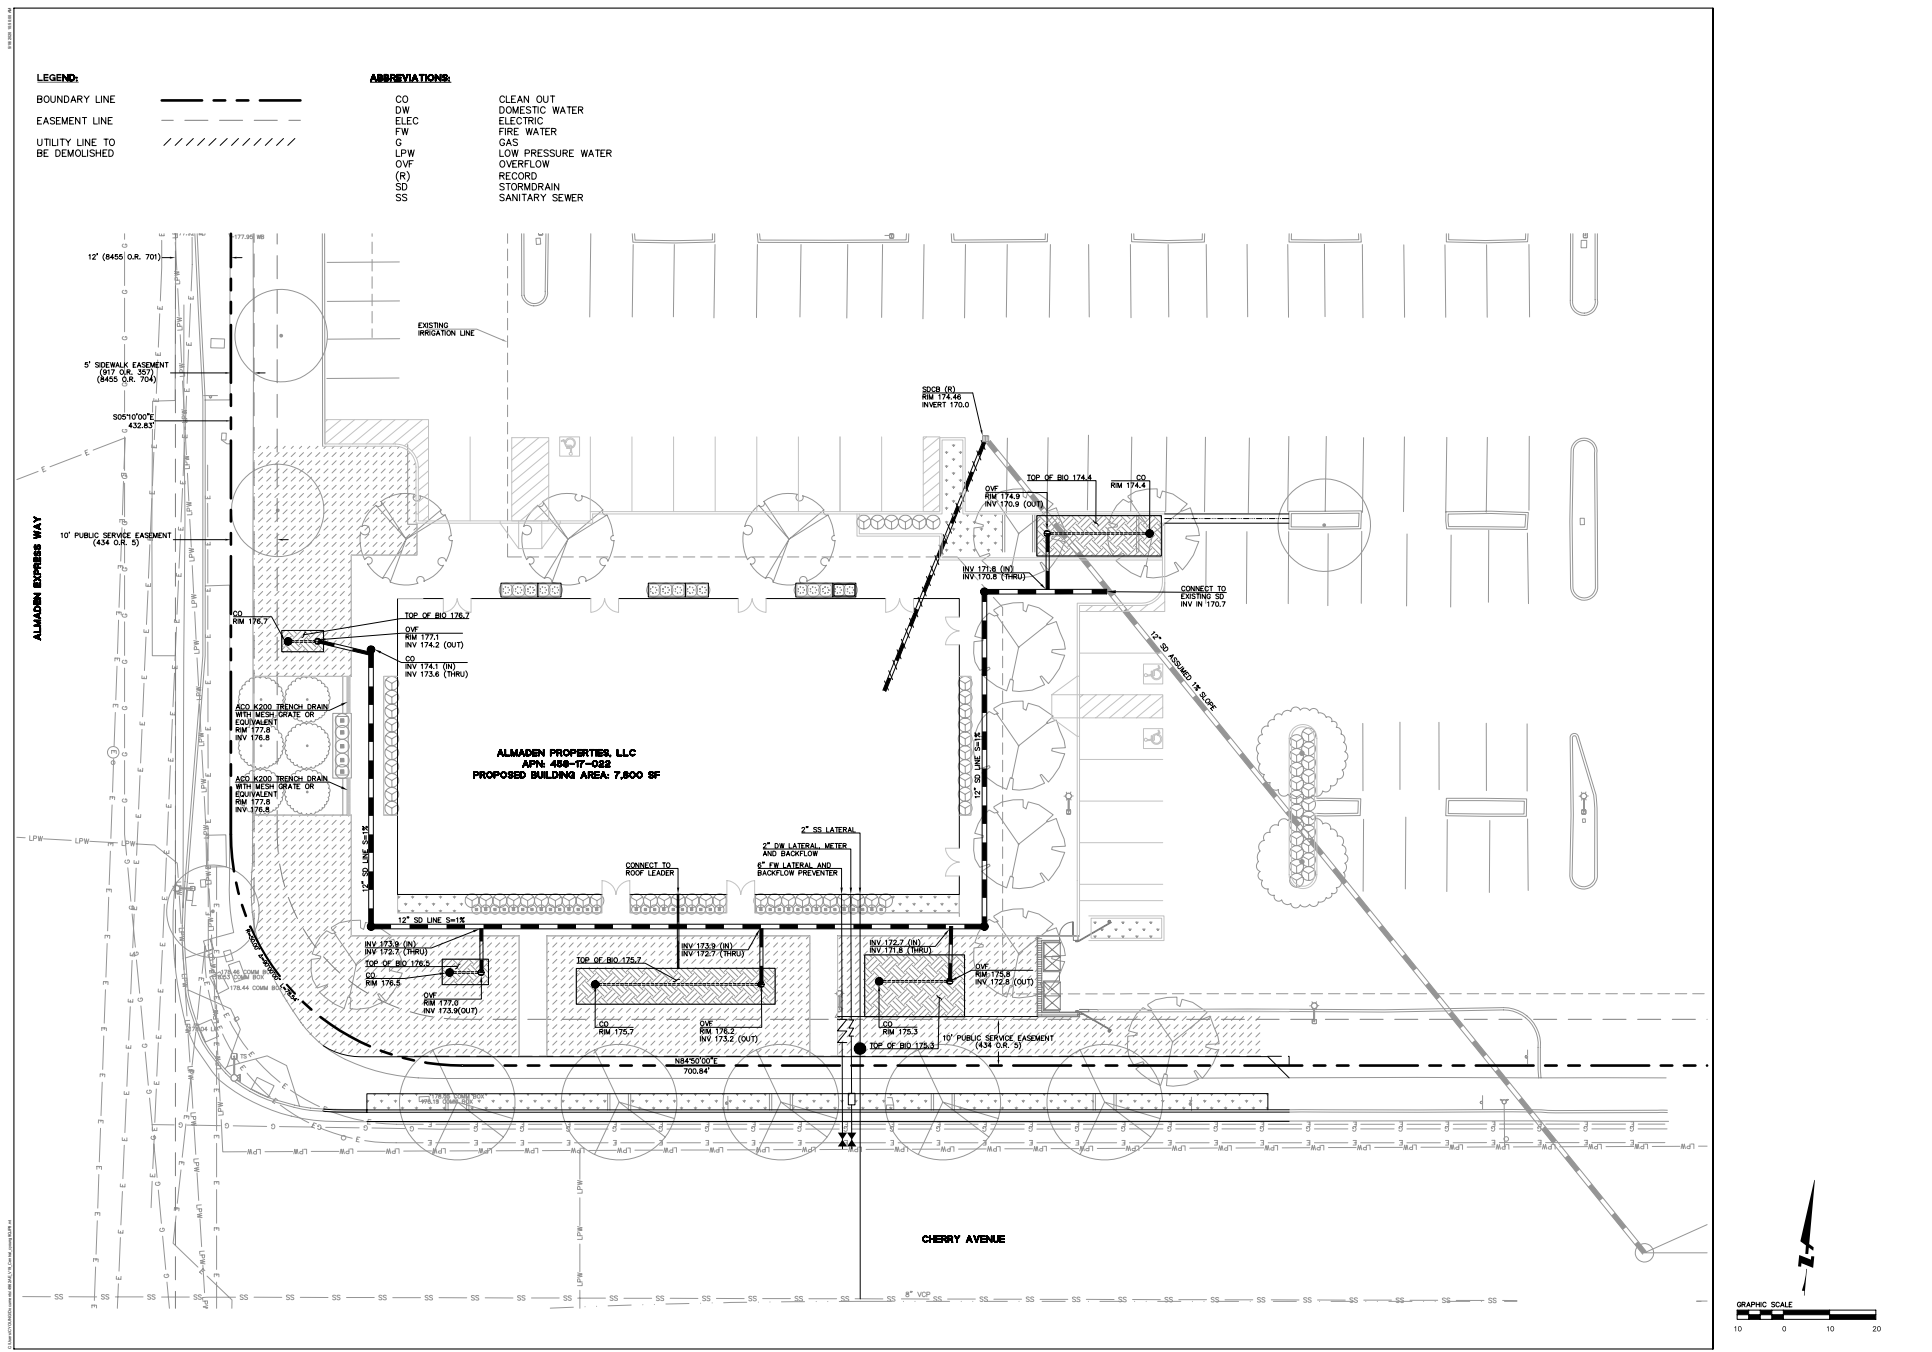 LEGEND:
BOUNDARY LINE
EASEMENT LINE
UTILITY LINE TO
BE DEMOLISHED
ABBREVIATIONS:
CO CLEAN OUT
DW DOMESTIC WATER
ELEC ELECTRIC
FW FIRE WATER
G GAS
LPW LOW PRESSURE WATER
OVF OVERFLOW
(R) RECORD
SD STORMDRAIN
SS SANITARY SEWER
12' (8455 O.R. 701)
EXISTING
IRRIGATION LINE
5' SIDEWALK EASEMENT
(917 O.R. 357)
(8455 O.R. 704)
S05°10'00"E
432.83'
SDCB (R)
RIM 174.46
INVERT 170.0
10' PUBLIC SERVICE EASEMENT
(434 O.R. 5)
ALMADEN EXPRESS WAY
TOP OF BIO 174.4
CO
RIM 174.4
OVF
RIM 174.9
INV 170.9 (OUT)
INV 171.8 (IN)
INV 170.8 (THRU)
CONNECT TO
EXISTING SD
INV IN 170.7
12" SD ASSUMED 1% SLOPE
CO
RIM 176.7
TOP OF BIO 176.7
OVF
RIM 177.1
INV 174.2 (OUT)
CO
INV 174.1 (IN)
INV 173.6 (THRU)
ACO K200 TRENCH DRAIN
WITH MESH GRATE OR
EQUIVALENT
RIM 177.8
INV 176.8
ACO K200 TRENCH DRAIN
WITH MESH GRATE OR
EQUIVALENT
RIM 177.8
INV 176.8
ALMADEN PROPERTIES, LLC
APN: 458-17-022
PROPOSED BUILDING AREA: 7,800 SF
12" SD LINE S=1%
12" SD LINE S=1%
2" SS LATERAL
2" DW LATERAL, METER
AND BACKFLOW
6" FW LATERAL AND
BACKFLOW PREVENTER
CONNECT TO
ROOF LEADER
12" SD LINE S=1%
INV 173.9 (IN)
INV 172.7 (THRU)
TOP OF BIO 176.5
CO
RIM 176.5
OVF
RIM 177.0
INV 173.9(OUT)
INV 173.9 (IN)
INV 172.7 (THRU)
TOP OF BIO 175.7
CO
RIM 175.7
OVF
RIM 176.2
INV 173.2 (OUT)
INV 172.7 (IN)
INV 171.8 (THRU)
OVF
RIM 175.8
INV 172.8 (OUT)
CO
RIM 175.3
TOP OF BIO 175.3
10' PUBLIC SERVICE EASEMENT
(434 O.R. 5)
N84°50'00"E
700.84'
178.44 COMM BOX
CHERRY AVENUE
8" VCP
GRAPHIC SCALE
10 0 10 20